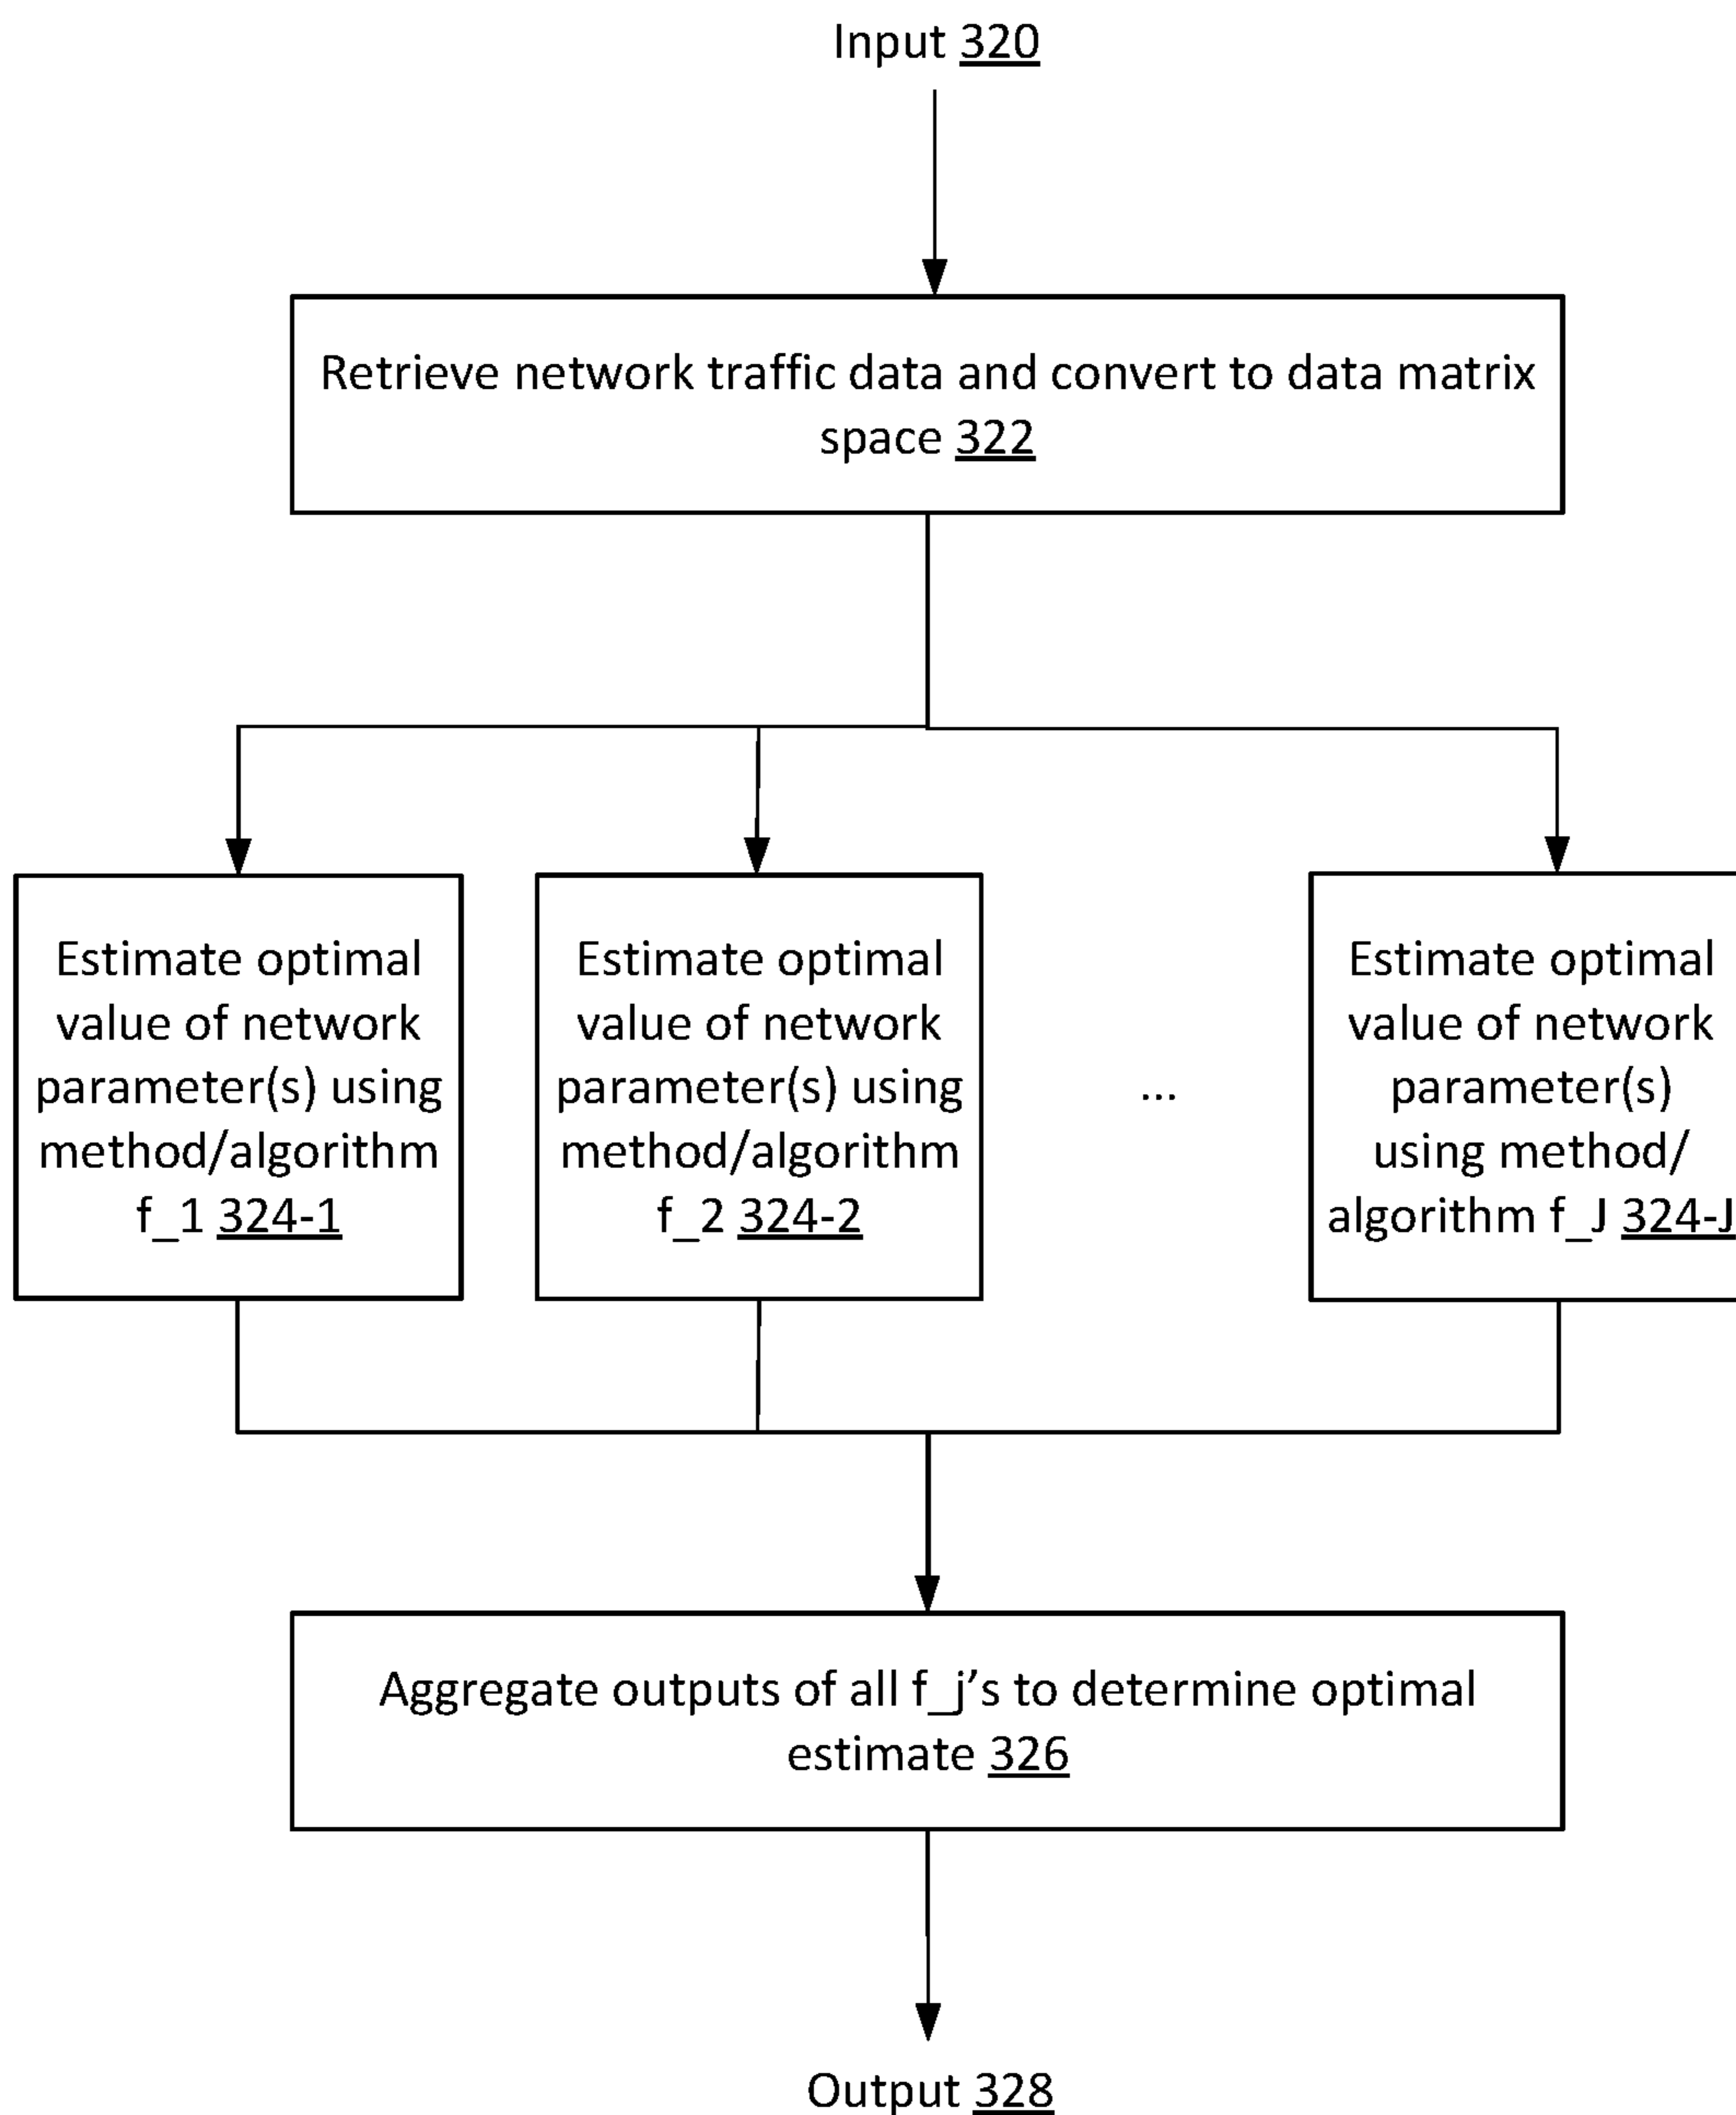 Input 320
Retrieve network traffic data and convert to data matrix
space 322
Estimate optimal
value of network
parameter(s) using
method/algorithm
f_1 324-1
Estimate optimal
value of network
parameter(s) using
method/algorithm
f_2 324-2
...
Estimate optimal
value of network
parameter(s)
using method/
algorithm f_J 324-J
Aggregate outputs of all f_j’s to determine optimal
estimate 326
Output 328